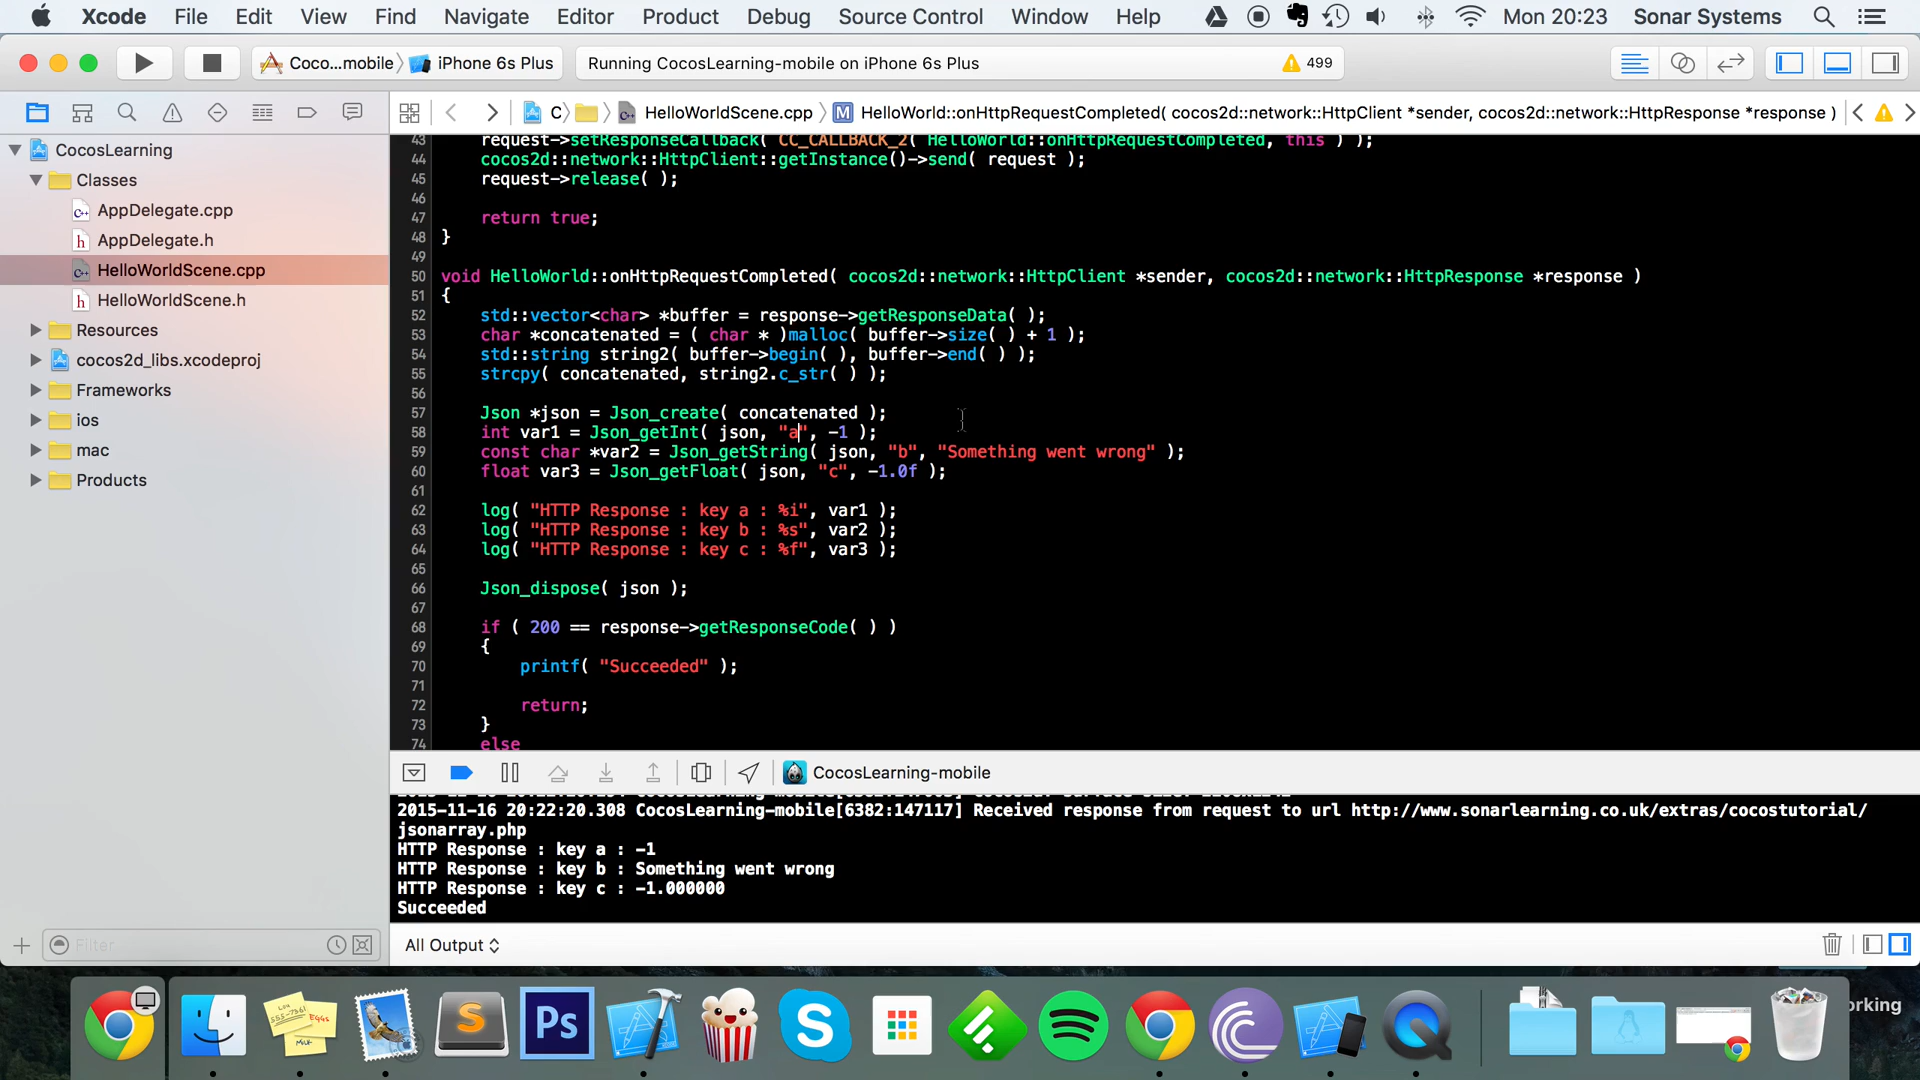 Xcode File Edit View Find Navigate Editor Product Debug Source Control Window Help Mon 20:23 Sonar Systems
Coco...mobile iPhone 6s Plus Running CocosLearning-mobile on iPhone 6s Plus 499
C HelloWorldScene.cpp M HelloWorld::onHttpRequestCompleted( cocos2d::network::HttpClient *sender, cocos2d::network::HttpResponse *response )
CocosLearning
Classes
AppDelegate.cpp
AppDelegate.h
HelloWorldScene.cpp
HelloWorldScene.h
Resources
cocos2d_libs.xcodeproj
Frameworks
ios
mac
Products
Filter
43 request->setResponseCallback( CC_CALLBACK_2( HelloWorld::onHttpRequestCompleted, this ) );
44 cocos2d::network::HttpClient::getInstance()->send( request );
45 request->release( );
46
47 return true;
48 }
49
50 void HelloWorld::onHttpRequestCompleted( cocos2d::network::HttpClient *sender, cocos2d::network::HttpResponse *response )
51 {
52 std::vector<char> *buffer = response->getResponseData( );
53 char *concatenated = ( char * )malloc( buffer->size( ) + 1 );
54 std::string string2( buffer->begin( ), buffer->end( ) );
55 strcpy( concatenated, string2.c_str( ) );
56
57 Json *json = Json_create( concatenated );
58 int var1 = Json_getInt( json, "a", -1 );
59 const char *var2 = Json_getString( json, "b", "Something went wrong" );
60 float var3 = Json_getFloat( json, "c", -1.0f );
61
62 log( "HTTP Response : key a : %i", var1 );
63 log( "HTTP Response : key b : %s", var2 );
64 log( "HTTP Response : key c : %f", var3 );
65
66 Json_dispose( json );
67
68 if ( 200 == response->getResponseCode( ) )
69 {
70 printf( "Succeeded" );
71
72 return;
73 }
74 else
CocosLearning-mobile
2015-11-16 20:22:20.308 CocosLearning-mobile[6382:147117] Received response from request to url http://www.sonarlearning.co.uk/extras/cocostutorial/
jsonarray.php
HTTP Response : key a : -1
HTTP Response : key b : Something went wrong
HTTP Response : key c : -1.000000
Succeeded
All Output
Ps
orking